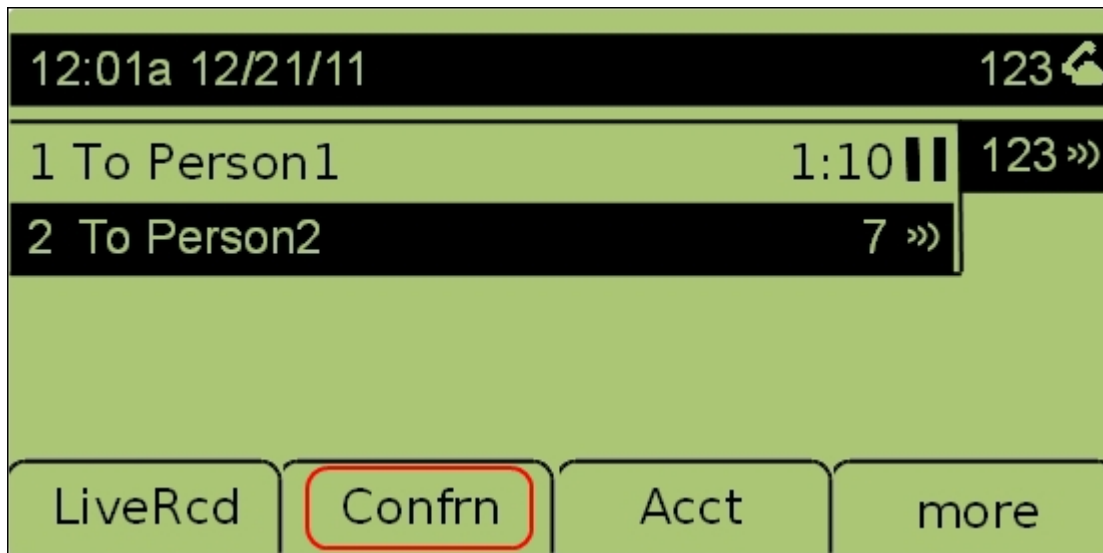 12:01a 12/21/11 123
1 To Person1 1:10 123
2 To Person2 7
LiveRcd Confrn Acct more